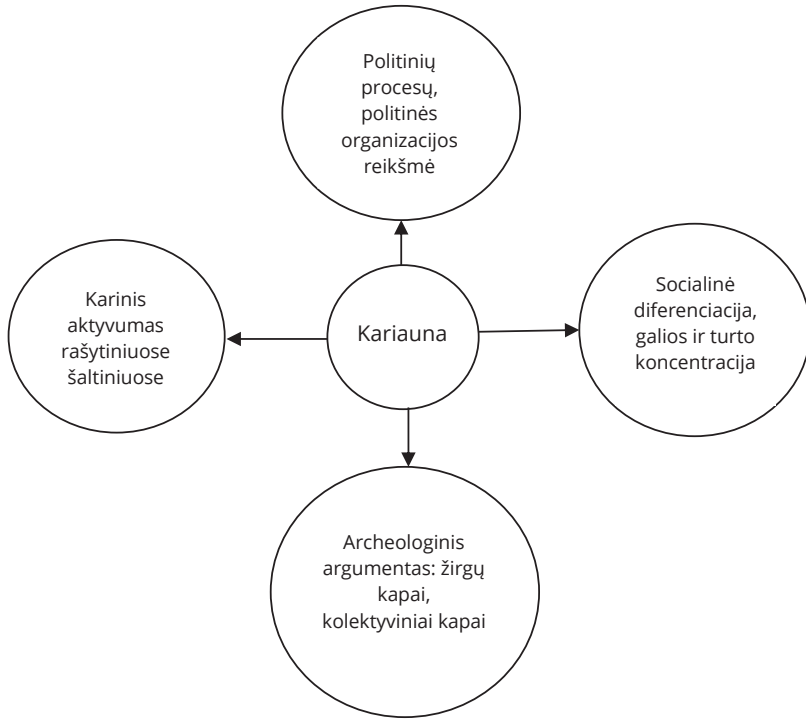 Politinių
procesų,
politinės
organizacijos
reikšmė
Karinis
aktyvumas
rašytiniuose
šaltiniuose
Kariauna
Socialinė
diferenciacija,
galios ir turto
koncentracija
Archeologinis
argumentas: žirgų
kapai,
kolektyviniai kapai